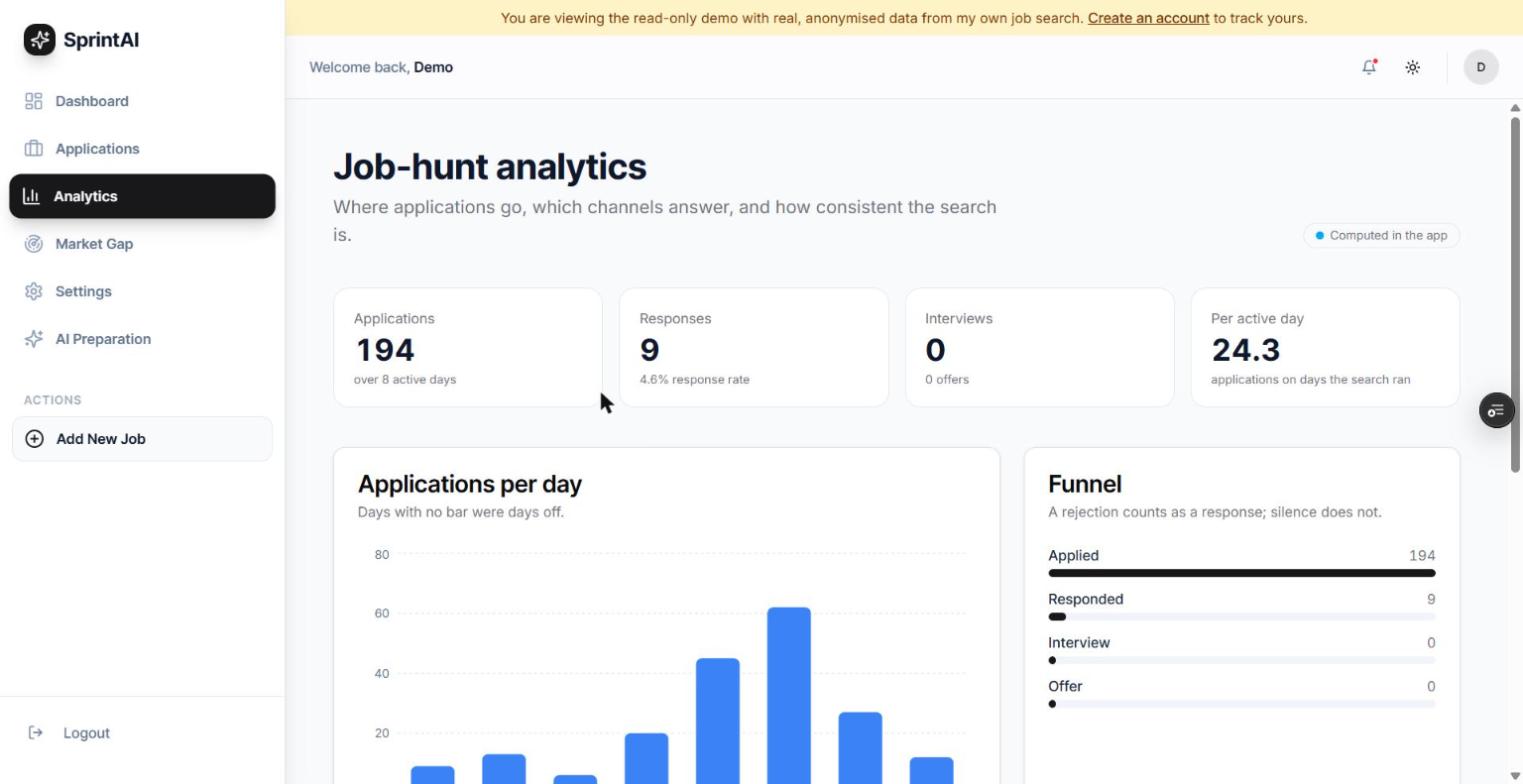 You are viewing the read-only demo with real, anonymised data from my own job search. Create an account to track yours.
SprintAI
Dashboard
Applications
Analytics
Market Gap
Settings
AI Preparation
ACTIONS
Add New Job
Logout
Welcome back, Demo
D
Job-hunt analytics
Where applications go, which channels answer, and how consistent the search
is.
Computed in the app
Applications
194
over 8 active days
Responses
9
4.6% response rate
Interviews
0
0 offers
Per active day
24.3
applications on days the search ran
Applications per day
Days with no bar were days off.
80
60
40
20
Funnel
A rejection counts as a response; silence does not.
Applied 194
Responded 9
Interview 0
Offer 0